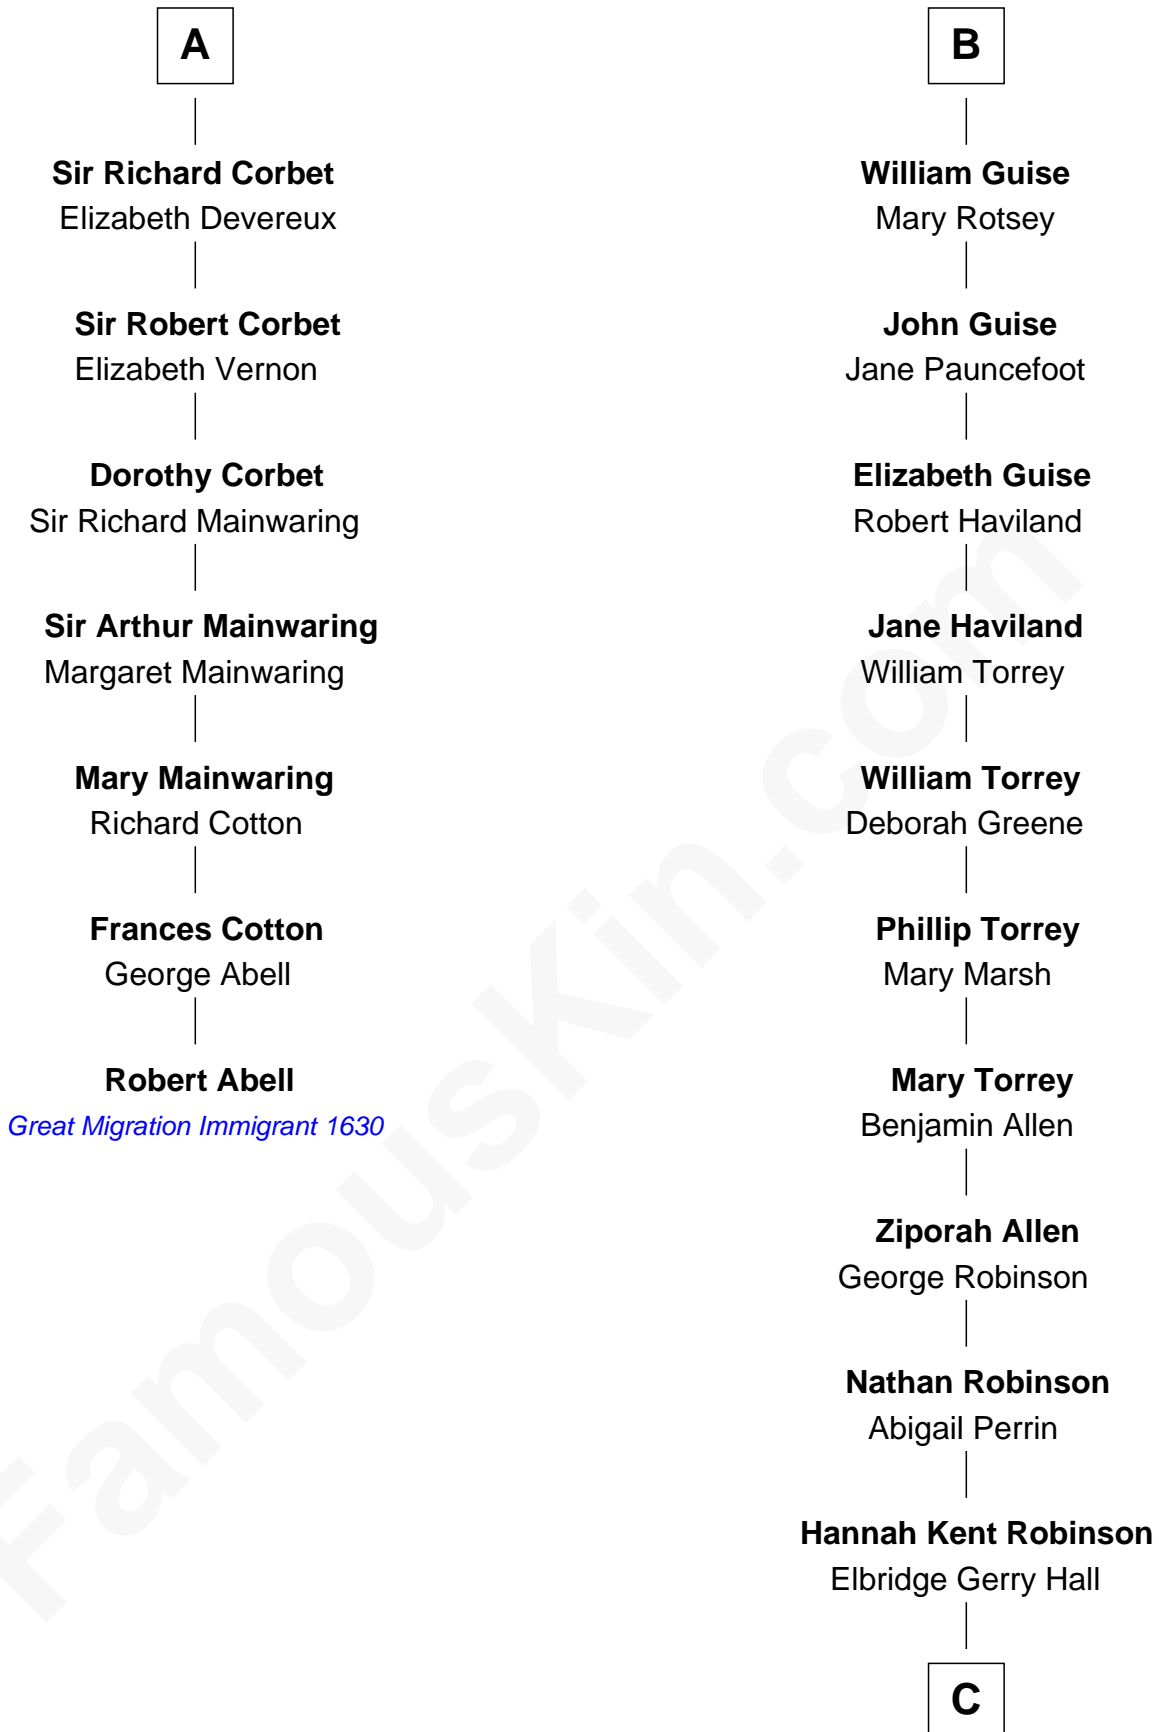 A
Sir Richard Corbet
Elizabeth Devereux
Sir Robert Corbet
Elizabeth Vernon
Dorothy Corbet
Sir Richard Mainwaring
Sir Arthur Mainwaring
Margaret Mainwaring
Mary Mainwaring
Richard Cotton
Frances Cotton
George Abell
Robert Abell
Great Migration Immigrant 1630
B
William Guise
Mary Rotsey
John Guise
Jane Pauncefoot
Elizabeth Guise
Robert Haviland
Jane Haviland
William Torrey
William Torrey
Deborah Greene
Phillip Torrey
Mary Marsh
Mary Torrey
Benjamin Allen
Ziporah Allen
George Robinson
Nathan Robinson
Abigail Perrin
Hannah Kent Robinson
Elbridge Gerry Hall
C
FamousKin.com